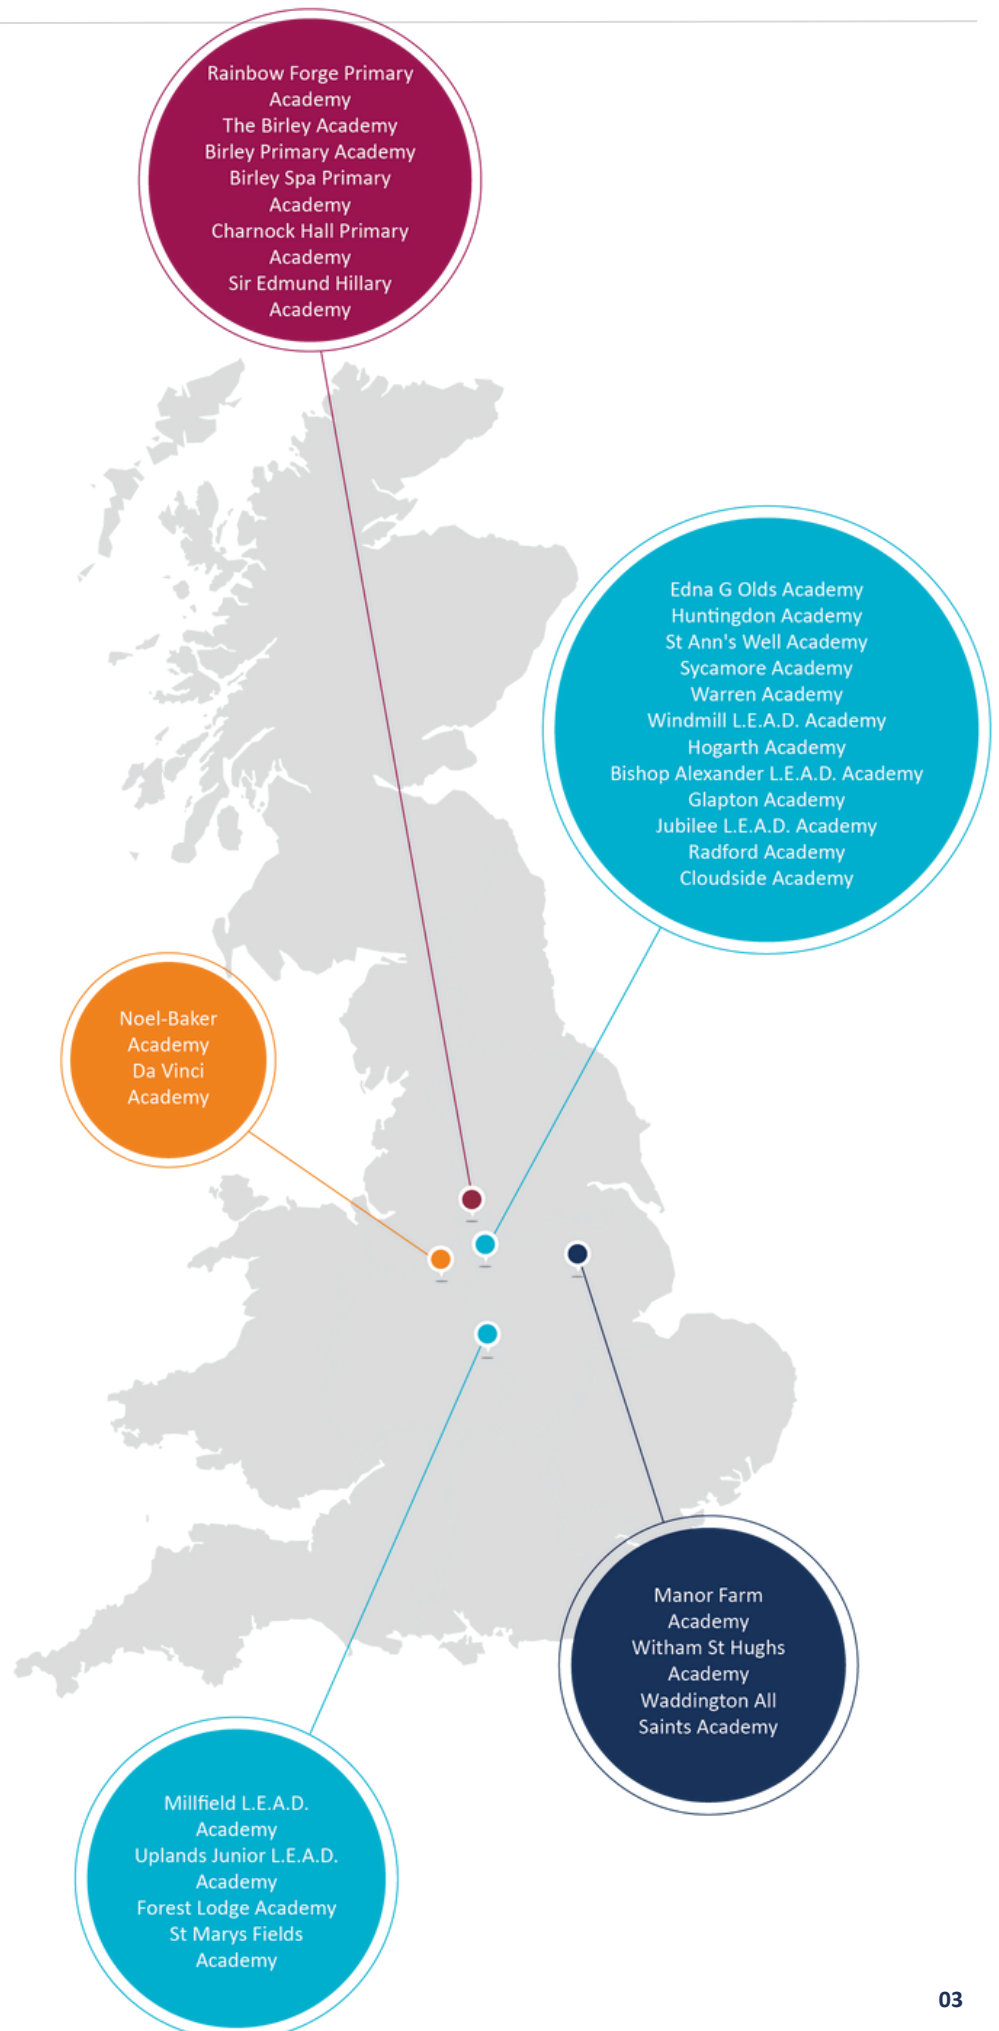 Rainbow Forge Primary
Academy
The Birley Academy
Birley Primary Academy
Birley Spa Primary
Academy
Charnock Hall Primary
Academy
Sir Edmund Hillary
Academy
Edna G Olds Academy
Huntingdon Academy
St Ann's Well Academy
Sycamore Academy
Warren Academy
Windmill L.E.A.D. Academy
Hogarth Academy
Bishop Alexander L.E.A.D. Academy
Glapton Academy
Jubilee L.E.A.D. Academy
Radford Academy
Cloudside Academy
Noel-Baker
Academy
Da Vinci
Academy
Manor Farm
Academy
Witham St Hughs
Academy
Waddington All
Saints Academy
Millfield L.E.A.D.
Academy
Uplands Junior L.E.A.D.
Academy
Forest Lodge Academy
St Marys Fields
Academy
03